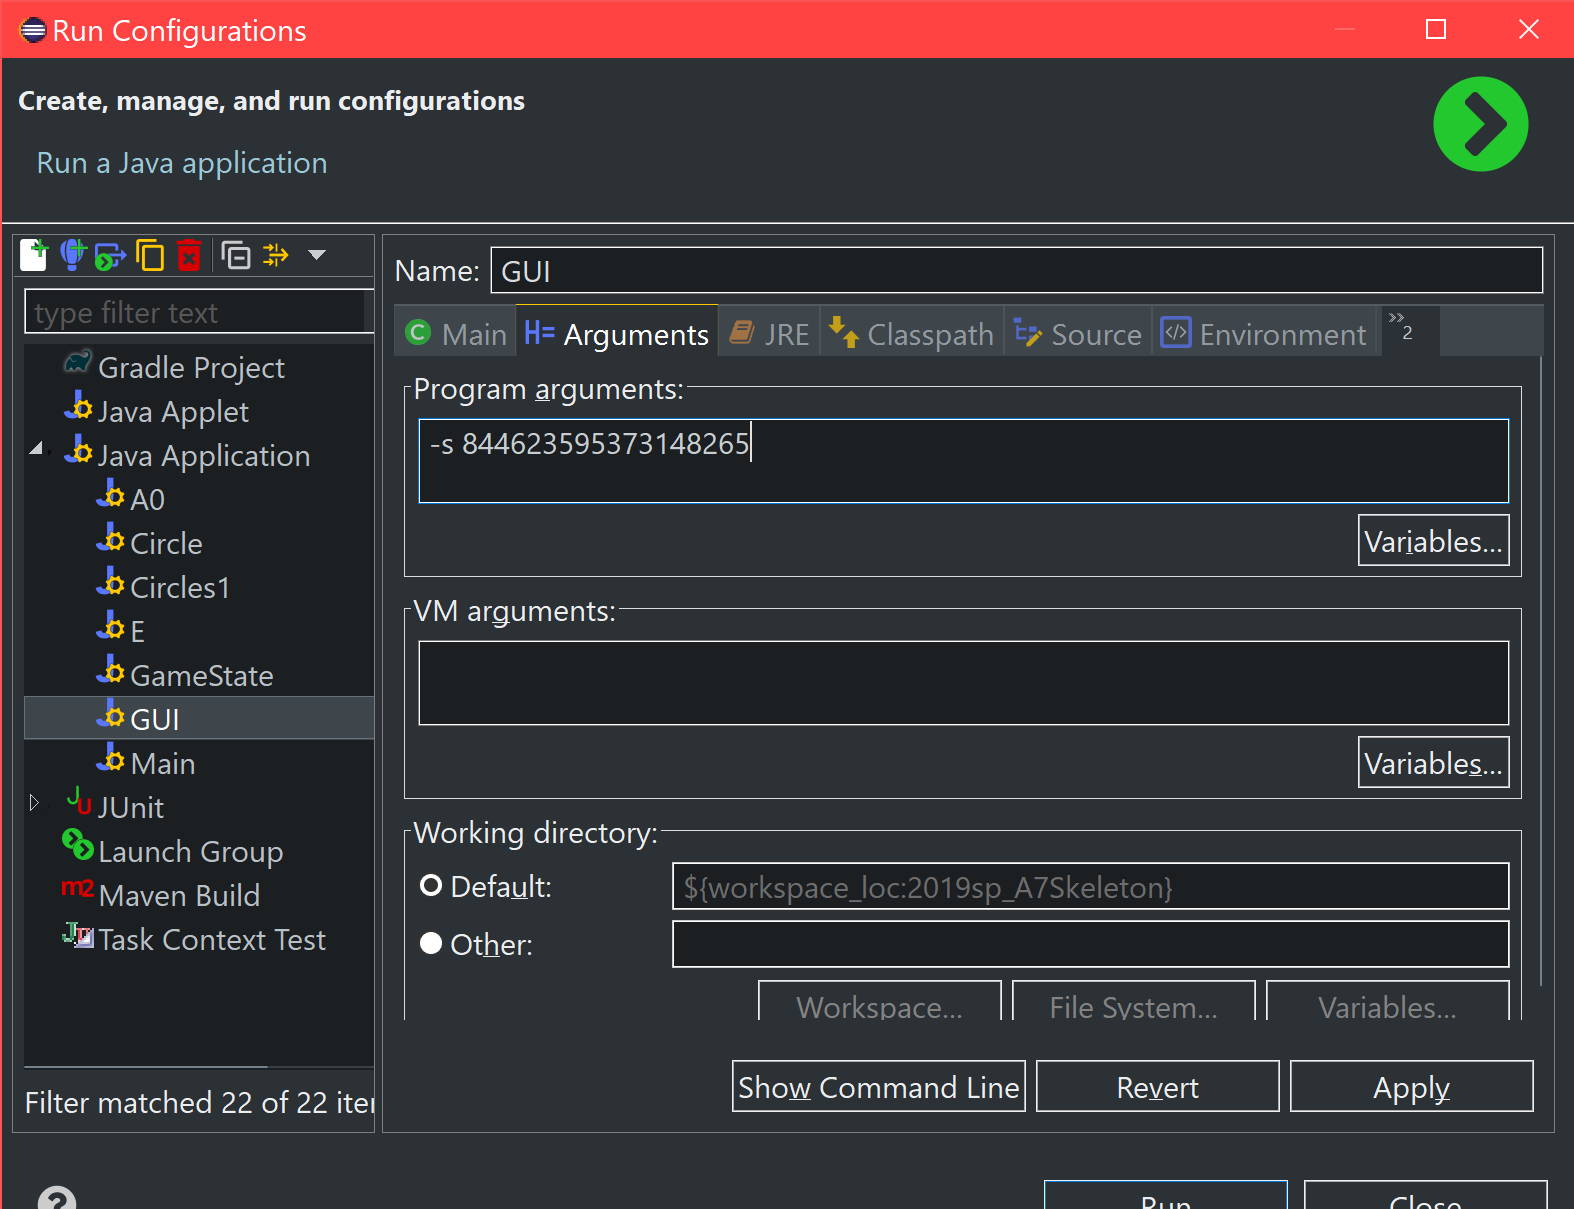 Run Configurations
Create, manage, and run configurations
Run a Java application
type filter text
Gradle Project
Java Applet
Java Application
A0
Circle
Circles1
E
GameState
GUI
Main
JUnit
Launch Group
Maven Build
Task Context Test
Filter matched 22 of 22 iter
Name: GUI
Main Arguments JRE Classpath Source Environment »2
Program arguments:
-s 844623595373148265
Variables...
VM arguments:
Variables...
Working directory:
Default: ${workspace_loc:2019sp_A7Skeleton}
Other:
Workspace... File System... Variables...
Show Command Line Revert Apply
Run Close